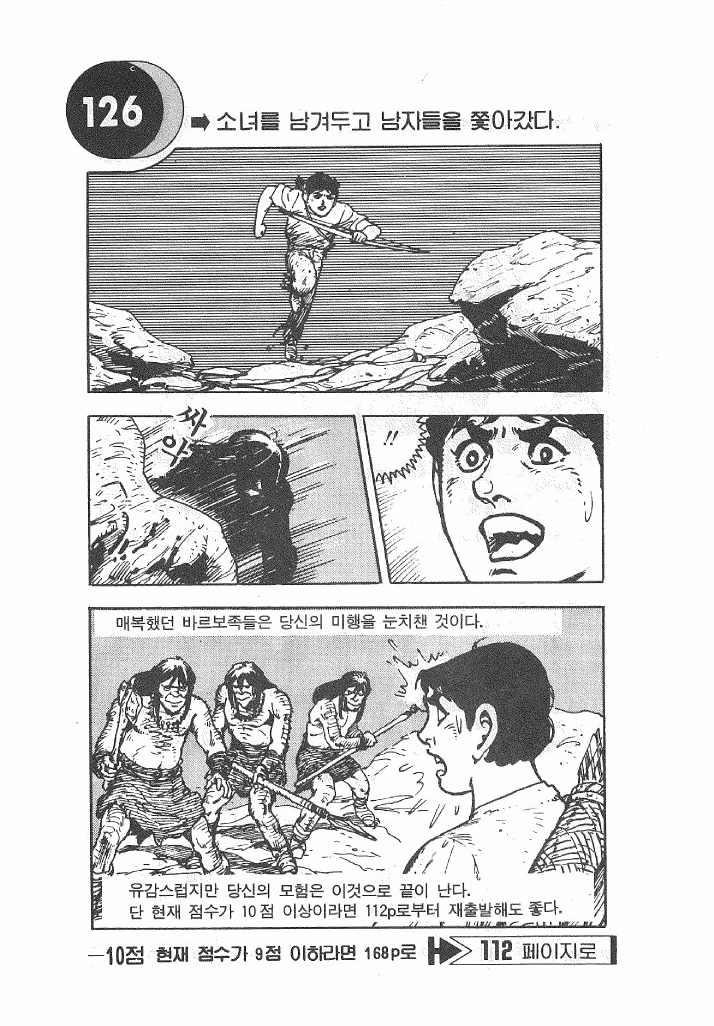 126
➡ 소녀를 남겨두고 남자들을 쫓아갔다.
싸
아
!!
매복했던 바르보족들은 당신의 미행을 눈치챈 것이다.
유감스럽지만 당신의 모험은 이것으로 끝이 난다.
단 현재 점수가 10점 이상이라면 112p로부터 재출발해도 좋다.
—10점 현재 점수가 9점 이하라면 168p로 112 페이지로